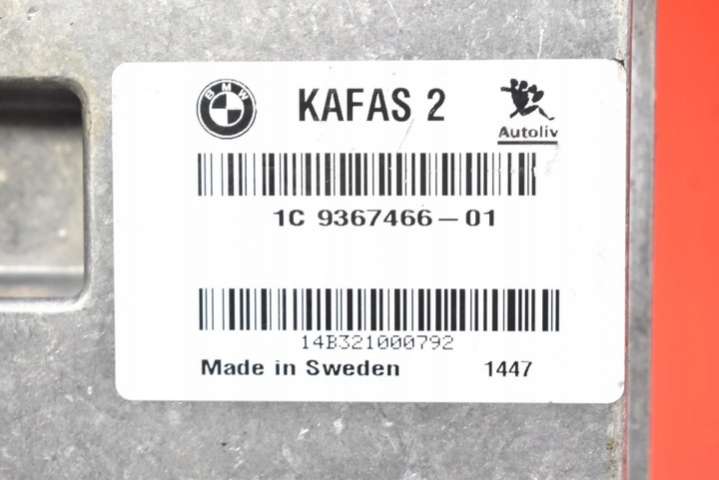 BMW
KAFAS 2
Autoliv
1C 9367466-01
14B321000792
Made in Sweden 1447